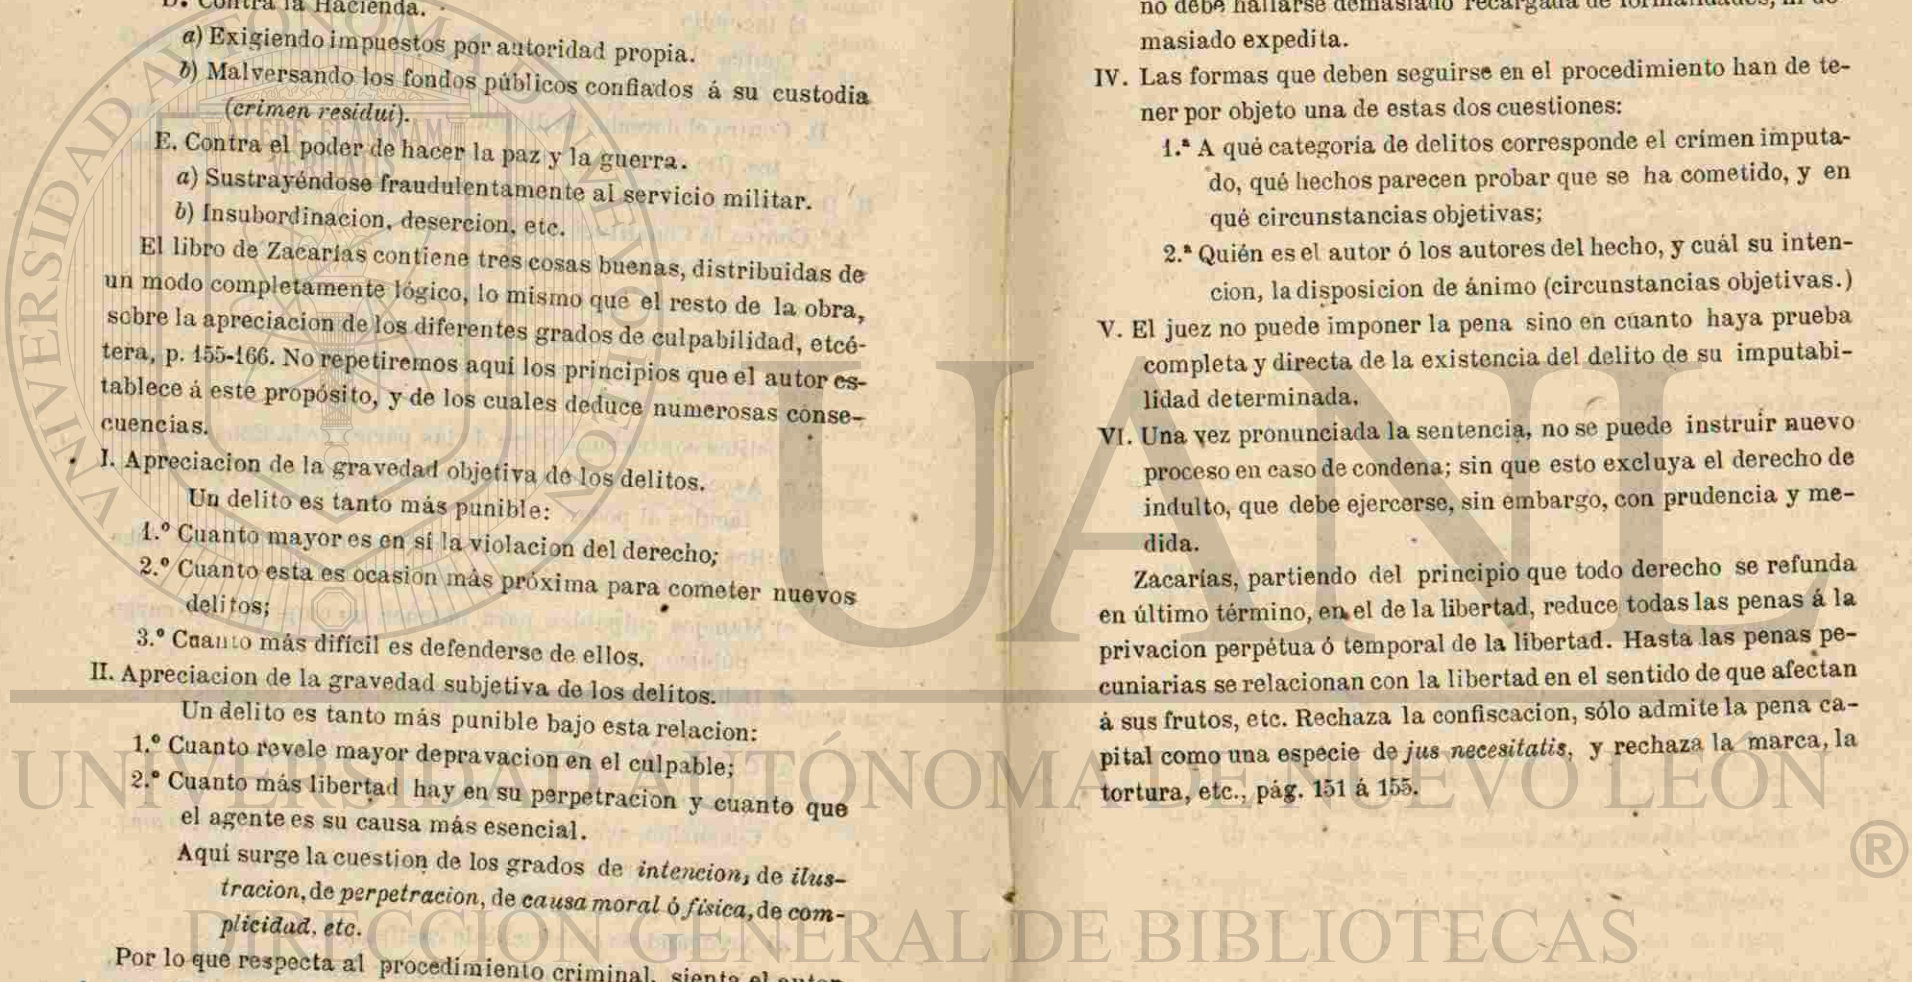 D. Contra la Hacienda.
a) Exigiendo impuestos por autoridad propia.
b) Malversando los fondos públicos confiados á su custodia
(crimen residui).
E. Contra el poder de hacer la paz y la guerra.
a) Sustrayéndose fraudulentamente al servicio militar.
b) Insubordinacion, desercion, etc.
El libro de Zacarías contiene tres cosas buenas, distribuidas de
un modo completamente lógico, lo mismo que el resto de la obra,
sobre la apreciacion de los diferentes grados de culpabilidad, etcé-
tera, p. 155-166. No repetiremos aquí los principios que el autor es-
tablece á este propósito, y de los cuales deduce numerosas conse-
cuencias.
I. Apreciacion de la gravedad objetiva de los delitos.
Un delito es tanto más punible:
1.º Cuanto mayor es en sí la violacion del derecho;
2.º Cuanto esta es ocasión más próxima para cometer nuevos
delitos;
3.º Cuanto más difícil es defenderse de ellos.
II. Apreciacion de la gravedad subjetiva de los delitos.
Un delito es tanto más punible bajo esta relacion:
1.º Cuanto revele mayor depravacion en el culpable;
2.º Cuanto más libertad hay en su perpetracion y cuanto que
el agente es su causa más esencial.
Aquí surge la cuestion de los grados de intencion, de ilus-
tracion, de perpetracion, de causa moral ó física, de com-
plicidad, etc.
Por lo que respecta al procedimiento criminal, sienta el autor
no debe hallarse demasiado recargada de formalidades, ni de-
masiado expedita.
IV. Las formas que deben seguirse en el procedimiento han de te-
ner por objeto una de estas dos cuestiones:
1.ª A qué categoría de delitos corresponde el crímen imputa-
do, qué hechos parecen probar que se ha cometido, y en
qué circunstancias objetivas;
2.ª Quién es el autor ó los autores del hecho, y cuál su inten-
cion, la disposicion de ánimo (circunstancias objetivas.)
V. El juez no puede imponer la pena sino en cuanto haya prueba
completa y directa de la existencia del delito de su imputabi-
lidad determinada.
VI. Una vez pronunciada la sentencia, no se puede instruir nuevo
proceso en caso de condena; sin que esto excluya el derecho de
indulto, que debe ejercerse, sin embargo, con prudencia y me-
dida.
Zacarías, partiendo del principio que todo derecho se refunda
en último término, en el de la libertad, reduce todas las penas á la
privacion perpétua ó temporal de la libertad. Hasta las penas pe-
cuniarias se relacionan con la libertad en el sentido de que afectan
á sus frutos, etc. Rechaza la confiscacion, sólo admite la pena ca-
pital como una especie de jus necesitatis, y rechaza la marca, la
tortura, etc., pág. 151 á 155.
UANL
UNIVERSIDAD AUTÓNOMA DE NUEVO LEÓN
®
DIRECCIÓN GENERAL DE BIBLIOTECAS